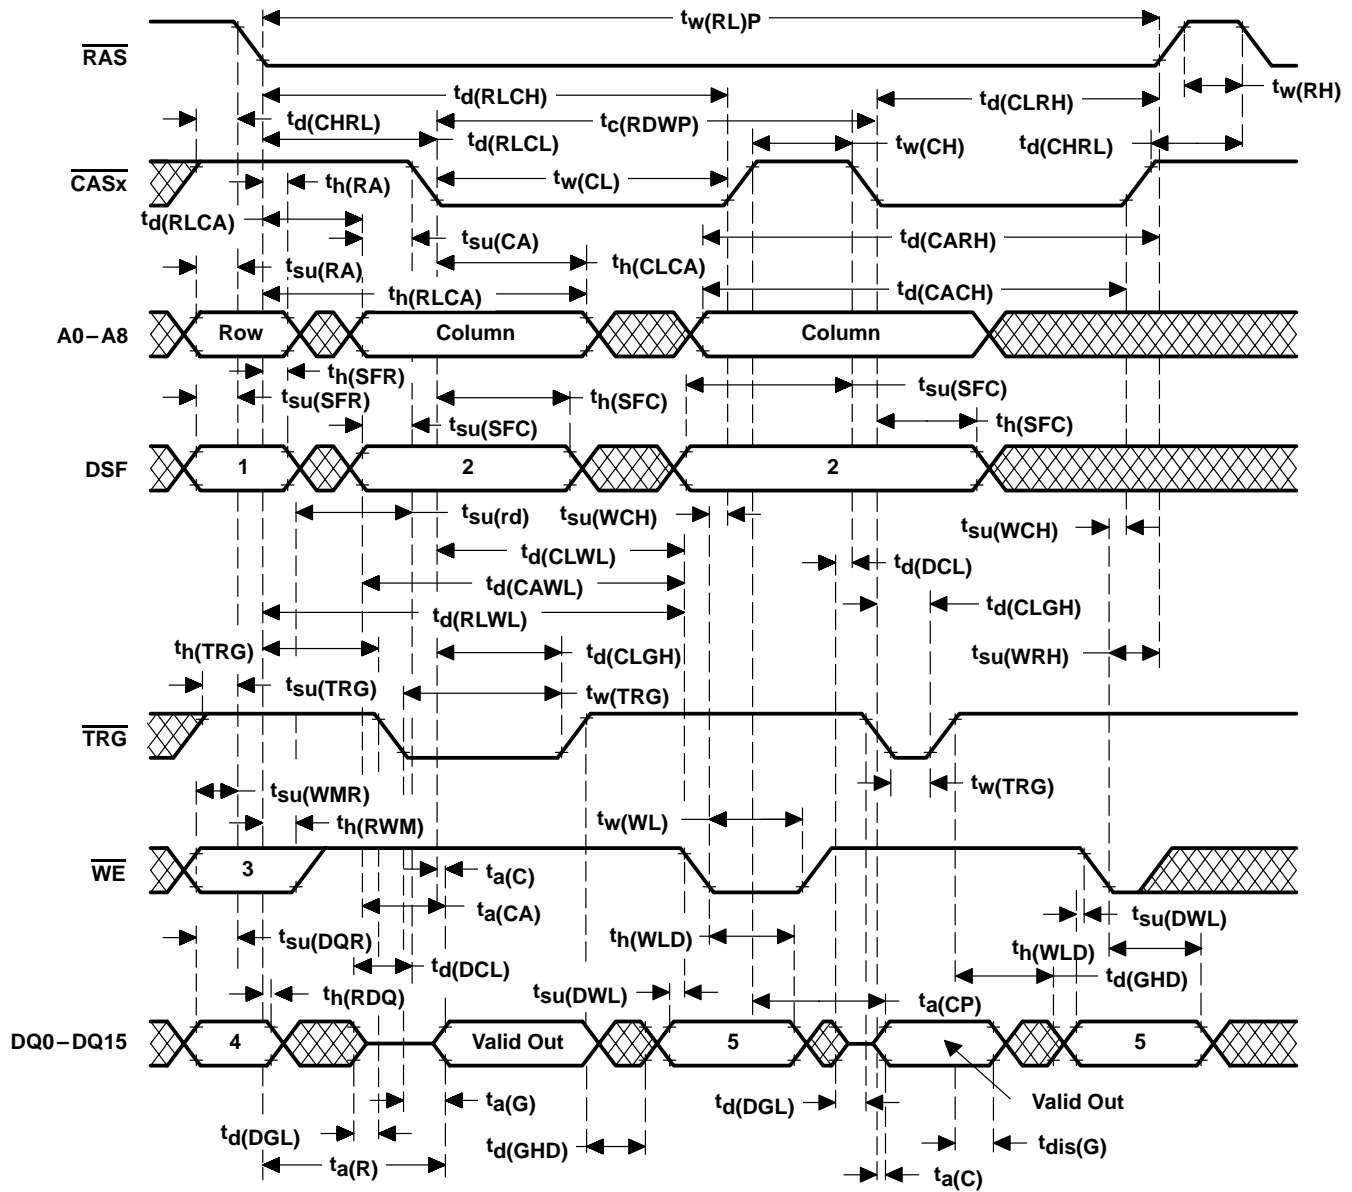 tw(RL)P
RAS
tw(RH)
td(RLCH)
td(CLRH)
td(CHRL)
tc(RDWP)
td(RLCL)
tw(CH)
td(CHRL)
CASx
th(RA)
tw(CL)
td(RLCA)
tsu(CA)
td(CARH)
tsu(RA)
th(CLCA)
th(RLCA)
td(CACH)
A0–A8
Row
Column
Column
th(SFR)
tsu(SFR)
th(SFC)
tsu(SFC)
tsu(SFC)
th(SFC)
DSF
1
2
2
tsu(rd)
tsu(WCH)
tsu(WCH)
td(CLWL)
td(DCL)
td(CAWL)
td(RLWL)
td(CLGH)
th(TRG)
td(CLGH)
tsu(WRH)
tsu(TRG)
tw(TRG)
TRG
tsu(WMR)
tw(TRG)
th(RWM)
tw(WL)
WE
3
ta(C)
ta(CA)
tsu(DWL)
tsu(DQR)
th(WLD)
th(WLD)
td(DCL)
td(GHD)
th(RDQ)
tsu(DWL)
ta(CP)
DQ0–DQ15
4
Valid Out
5
5
ta(G)
td(DGL)
Valid Out
td(DGL)
td(GHD)
tdis(G)
ta(R)
ta(C)